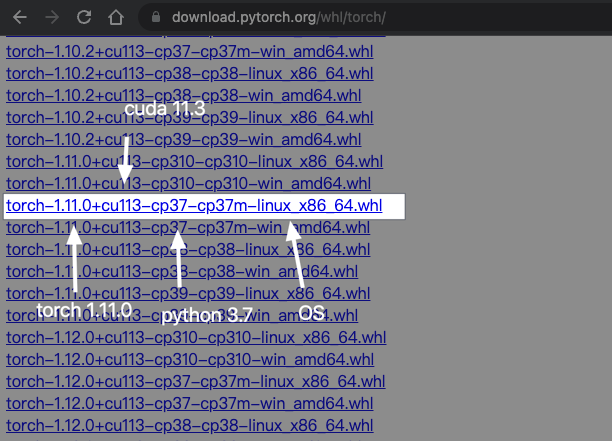 download.pytorch.org/whl/torch/
torch-1.10.2+cu113-cp37-cp37m-win_amd64.whl
torch-1.10.2+cu113-cp38-cp38-linux_x86_64.whl
torch-1.10.2+cu113-cp38-cp38-win_amd64.whl
torch-1.10.2+cu113-cp39-cp39-linux_x86_64.whl
cuda 11.3
torch-1.10.2+cu113-cp39-cp39-win_amd64.whl
torch-1.11.0+cu113-cp310-cp310-linux_x86_64.whl
torch-1.11.0+cu113-cp310-cp310-win_amd64.whl
torch-1.11.0+cu113-cp37-cp37m-linux_x86_64.whl
torch-1.11.0+cu113-cp37-cp37m-win_amd64.whl
torch-1.11.0+cu113-cp38-cp38-linux_x86_64.whl
torch-1.11.0+cu113-cp38-cp38-win_amd64.whl
torch-1.11.0+cu113-cp39-cp39-linux_x86_64.whl
torch 1.11.0
python 3.7
OS
torch-1.11.0+cu113-cp39-cp39-win_amd64.whl
torch-1.12.0+cu113-cp310-cp310-linux_x86_64.whl
torch-1.12.0+cu113-cp310-cp310-win_amd64.whl
torch-1.12.0+cu113-cp37-cp37m-linux_x86_64.whl
torch-1.12.0+cu113-cp37-cp37m-win_amd64.whl
torch-1.12.0+cu113-cp38-cp38-linux_x86_64.whl